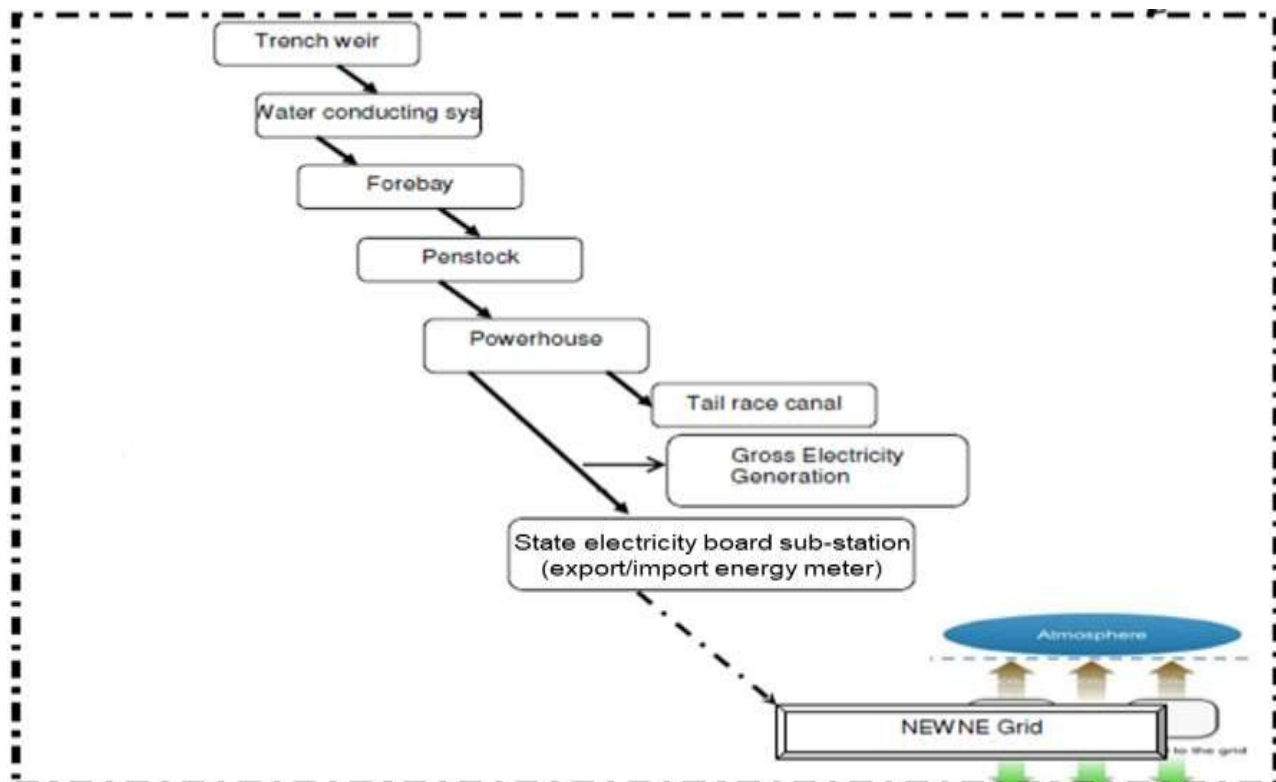 Trench weir
Water conducting sys
Forebay
Penstock
Powerhouse
Tail race canal
Gross Electricity
Generation
State electricity board sub-station
(export/import energy meter)
Atmosphere
NEWNE Grid
to the grid